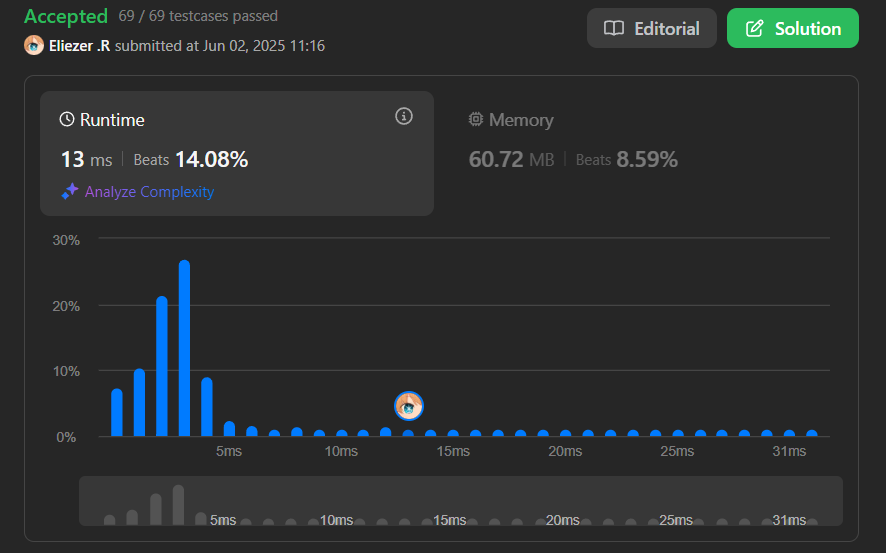 Accepted 69 / 69 testcases passed
Editorial
Solution
Eliezer .R submitted at Jun 02, 2025 11:16
Runtime
13 ms | Beats 14.08%
Analyze Complexity
Memory
60.72 MB | Beats 8.59%
30%
20%
10%
0%
5ms 10ms 15ms 20ms 25ms 31ms
5ms 10ms 15ms 20ms 25ms 31ms